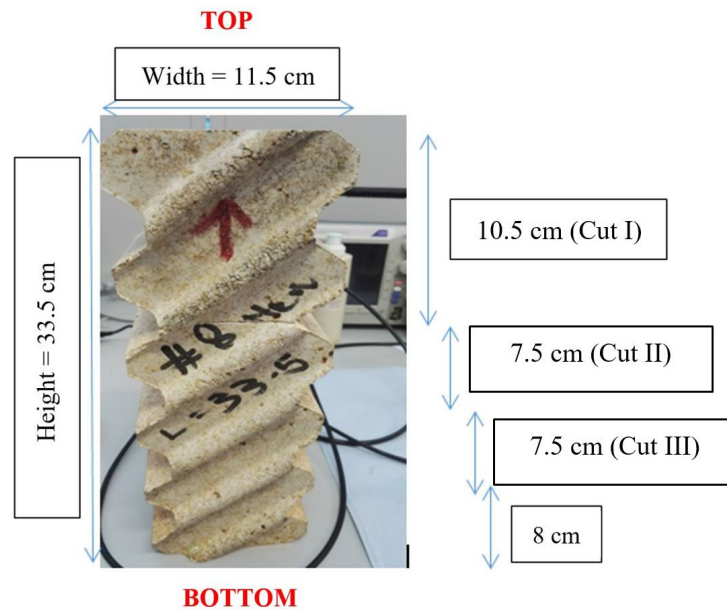 TOP
Width = 11.5 cm
Height = 33.5 cm
10.5 cm (Cut I)
#8
L = 33.5
7.5 cm (Cut II)
7.5 cm (Cut III)
8 cm
BOTTOM